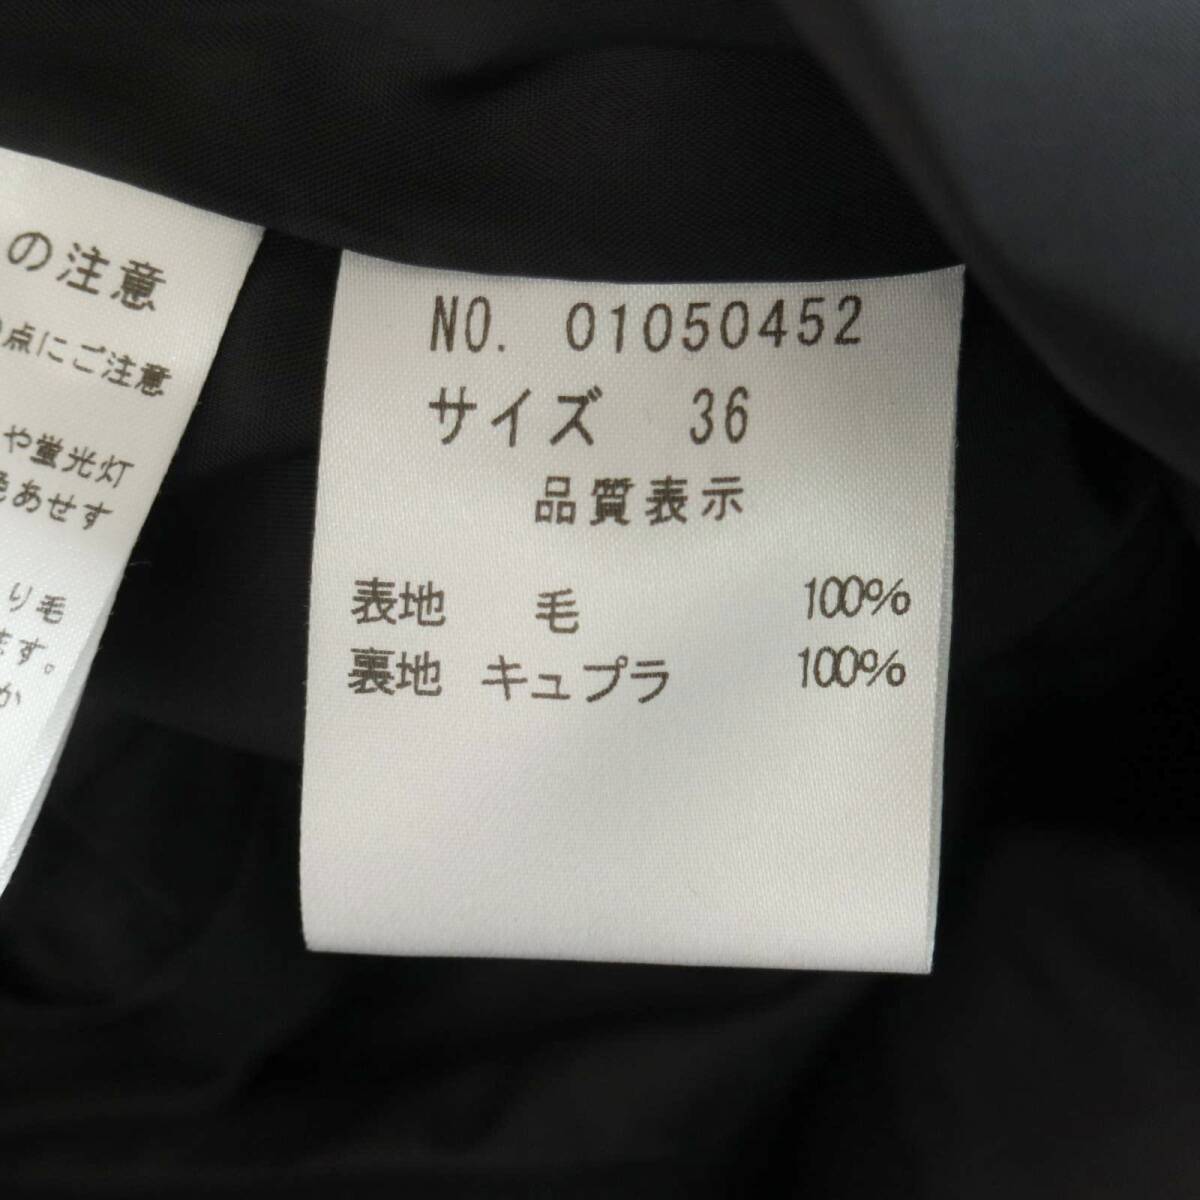 の注意
点にご注意
や蛍光灯
色あせす
り毛
ます。
か
NO. 01050452
サイズ 36
品質表示
表地 毛 100%
裏地 キュプラ 100%